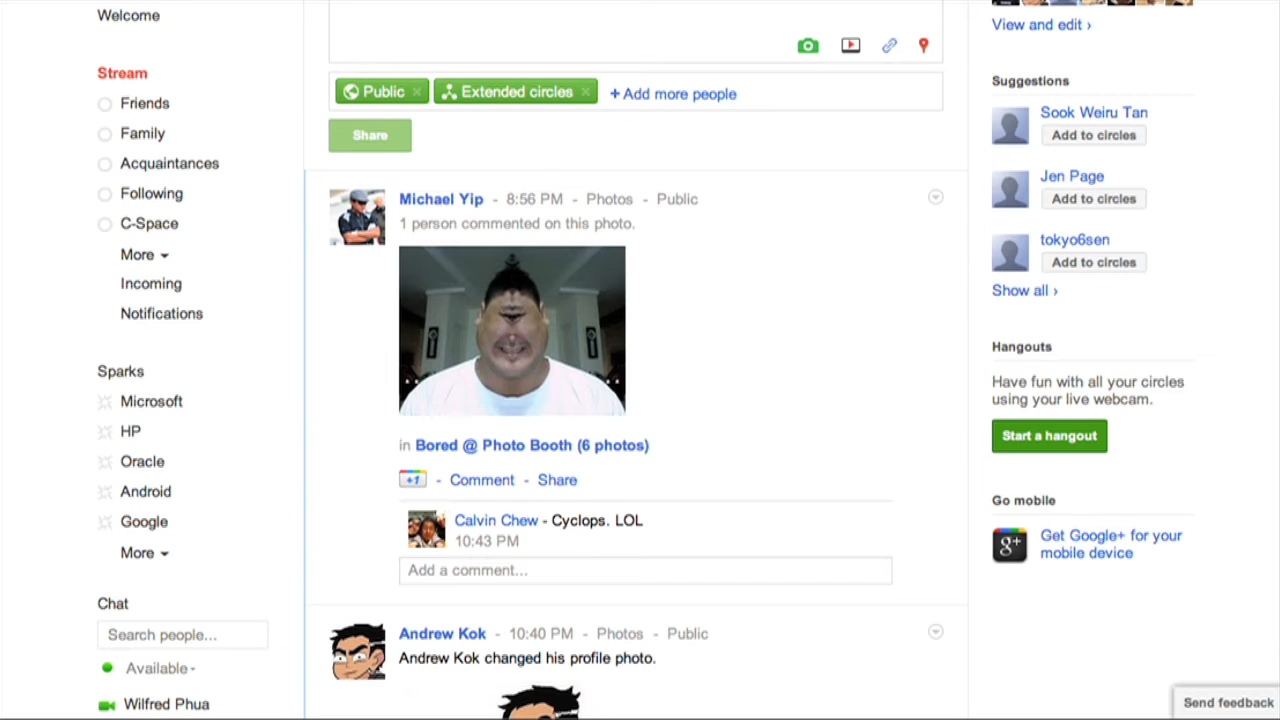 Welcome
Stream
Friends
Family
Acquaintances
Following
C-Space
More
Incoming
Notifications
Sparks
Microsoft
HP
Oracle
Android
Google
More
Chat
Search people...
Available
Wilfred Phua
Public × Extended circles × + Add more people
Share
Michael Yip - 8:56 PM - Photos - Public
1 person commented on this photo.
in Bored @ Photo Booth (6 photos)
+1 - Comment - Share
Calvin Chew - Cyclops. LOL
10:43 PM
Add a comment...
Andrew Kok - 10:40 PM - Photos - Public
Andrew Kok changed his profile photo.
View and edit ›
Suggestions
Sook Weiru Tan
Add to circles
Jen Page
Add to circles
tokyo6sen
Add to circles
Show all ›
Hangouts
Have fun with all your circles
using your live webcam.
Start a hangout
Go mobile
g+
Get Google+ for your
mobile device
Send feedback